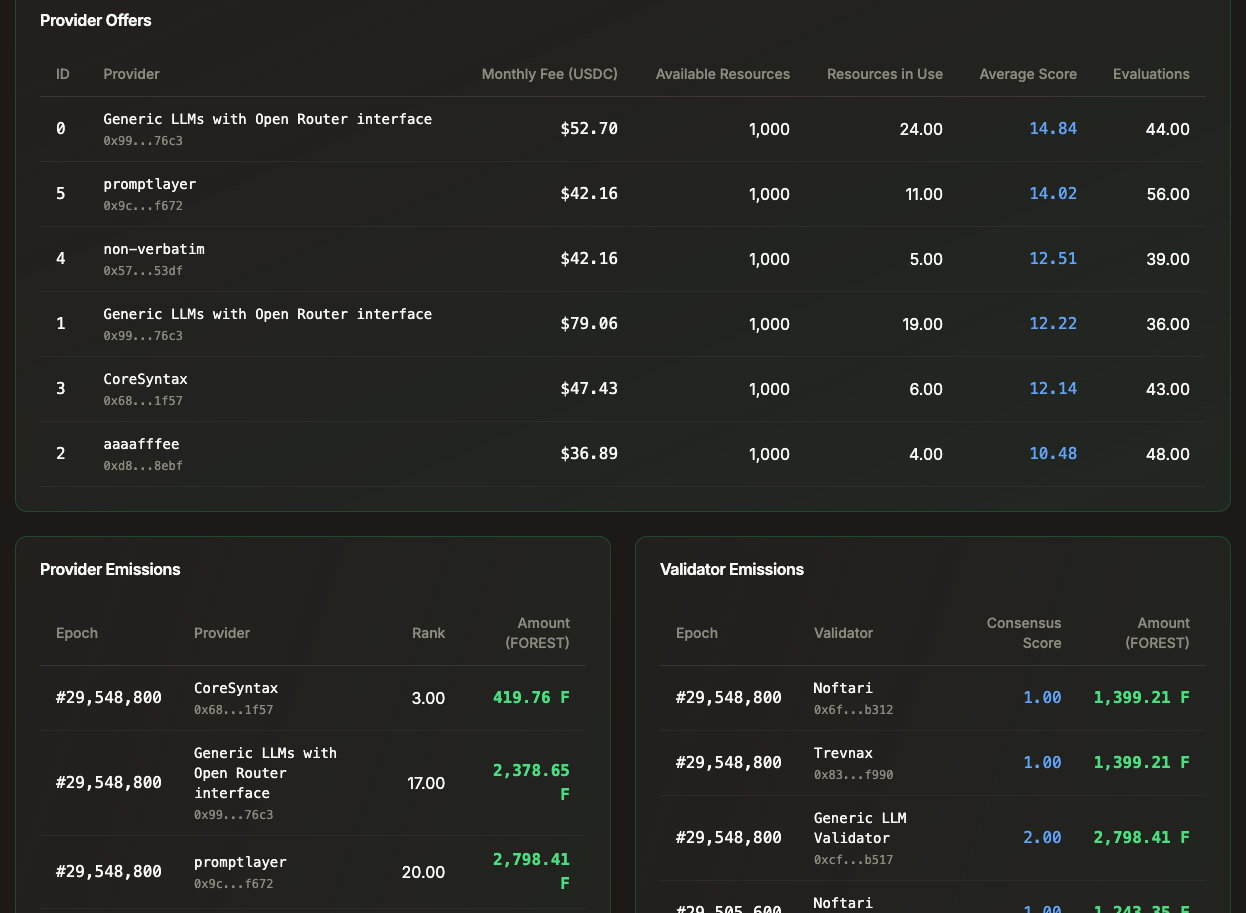 Provider Offers
ID Provider Monthly Fee (USDC) Available Resources Resources in Use Average Score Evaluations
0 Generic LLMs with Open Router interface $52.70 1,000 24.00 14.84 44.00
0x99...76c3
5 promptlayer $42.16 1,000 11.00 14.02 56.00
0x9c...f672
4 non-verbatim $42.16 1,000 5.00 12.51 39.00
0x57...53df
1 Generic LLMs with Open Router interface $79.06 1,000 19.00 12.22 36.00
0x99...76c3
3 CoreSyntax $47.43 1,000 6.00 12.14 43.00
0x68...1f57
2 aaaafffee $36.89 1,000 4.00 10.48 48.00
0xd8...8ebf
Provider Emissions
Epoch Provider Rank Amount (FOREST)
#29,548,800 CoreSyntax 3.00 419.76 F
0x68...1f57
#29,548,800 Generic LLMs with Open Router interface 17.00 2,378.65 F
0x99...76c3
#29,548,800 promptlayer 20.00 2,798.41 F
0x9c...f672
Validator Emissions
Epoch Validator Consensus Score Amount (FOREST)
#29,548,800 Noftari 1.00 1,399.21 F
0x6f...b312
#29,548,800 Trevnax 1.00 1,399.21 F
0x83...f990
#29,548,800 Generic LLM Validator 2.00 2,798.41 F
0xcf...b517
#29,505,600 Noftari 1.00 1,243.35 F